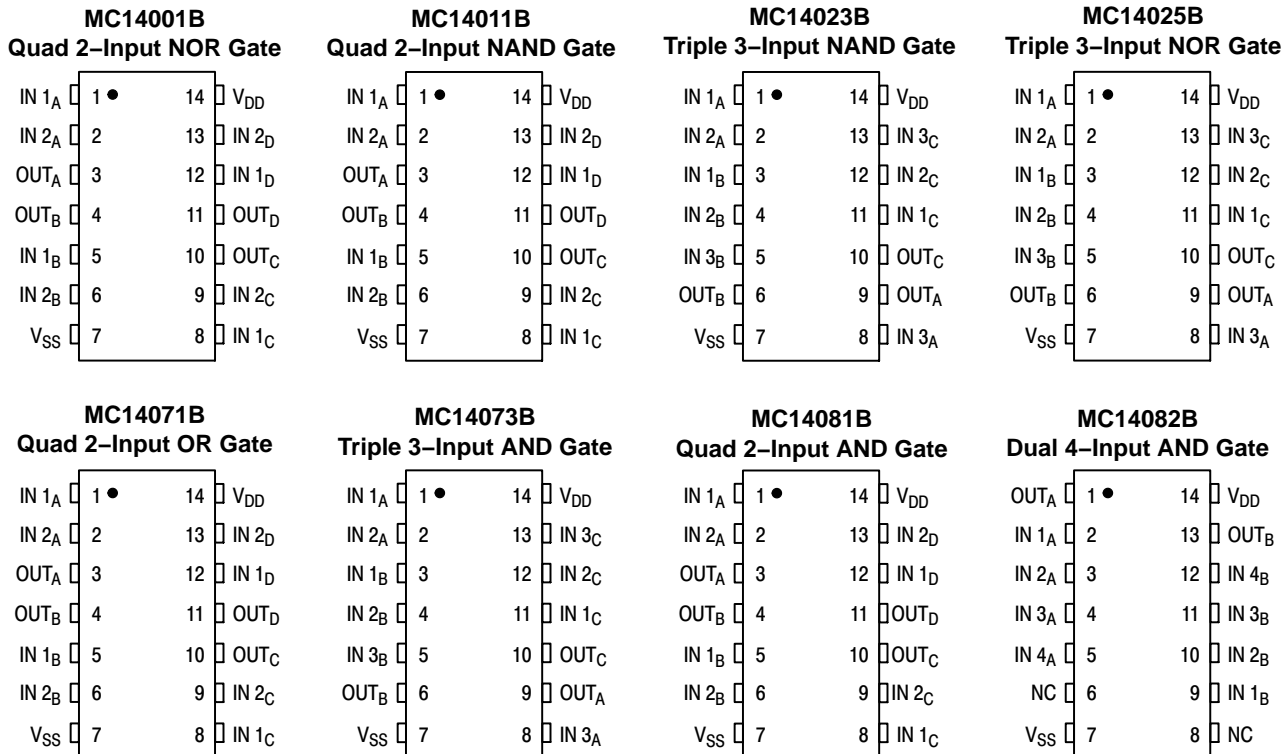 MC14001B
Quad 2–Input NOR Gate
IN 1A 1 14 VDD
IN 2A 2 13 IN 2D
OUTA 3 12 IN 1D
OUTB 4 11 OUTD
IN 1B 5 10 OUTC
IN 2B 6 9 IN 2C
VSS 7 8 IN 1C
MC14011B
Quad 2–Input NAND Gate
IN 1A 1 14 VDD
IN 2A 2 13 IN 2D
OUTA 3 12 IN 1D
OUTB 4 11 OUTD
IN 1B 5 10 OUTC
IN 2B 6 9 IN 2C
VSS 7 8 IN 1C
MC14023B
Triple 3–Input NAND Gate
IN 1A 1 14 VDD
IN 2A 2 13 IN 3C
IN 1B 3 12 IN 2C
IN 2B 4 11 IN 1C
IN 3B 5 10 OUTC
OUTB 6 9 OUTA
VSS 7 8 IN 3A
MC14025B
Triple 3–Input NOR Gate
IN 1A 1 14 VDD
IN 2A 2 13 IN 3C
IN 1B 3 12 IN 2C
IN 2B 4 11 IN 1C
IN 3B 5 10 OUTC
OUTB 6 9 OUTA
VSS 7 8 IN 3A
MC14071B
Quad 2–Input OR Gate
IN 1A 1 14 VDD
IN 2A 2 13 IN 2D
OUTA 3 12 IN 1D
OUTB 4 11 OUTD
IN 1B 5 10 OUTC
IN 2B 6 9 IN 2C
VSS 7 8 IN 1C
MC14073B
Triple 3–Input AND Gate
IN 1A 1 14 VDD
IN 2A 2 13 IN 3C
IN 1B 3 12 IN 2C
IN 2B 4 11 IN 1C
IN 3B 5 10 OUTC
OUTB 6 9 OUTA
VSS 7 8 IN 3A
MC14081B
Quad 2–Input AND Gate
IN 1A 1 14 VDD
IN 2A 2 13 IN 2D
OUTA 3 12 IN 1D
OUTB 4 11 OUTD
IN 1B 5 10 OUTC
IN 2B 6 9 IN 2C
VSS 7 8 IN 1C
MC14082B
Dual 4–Input AND Gate
OUTA 1 14 VDD
IN 1A 2 13 OUTB
IN 2A 3 12 IN 4B
IN 3A 4 11 IN 3B
IN 4A 5 10 IN 2B
NC 6 9 IN 1B
VSS 7 8 NC